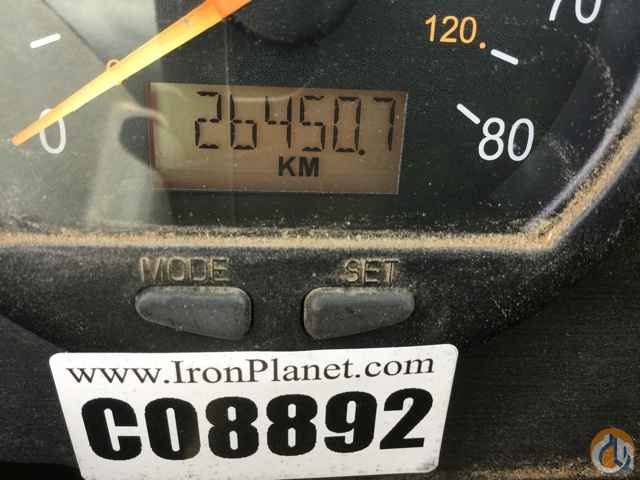 70
120.
0
80
26450.7
KM
MODE
SET
www.IronPlanet.com
C08892